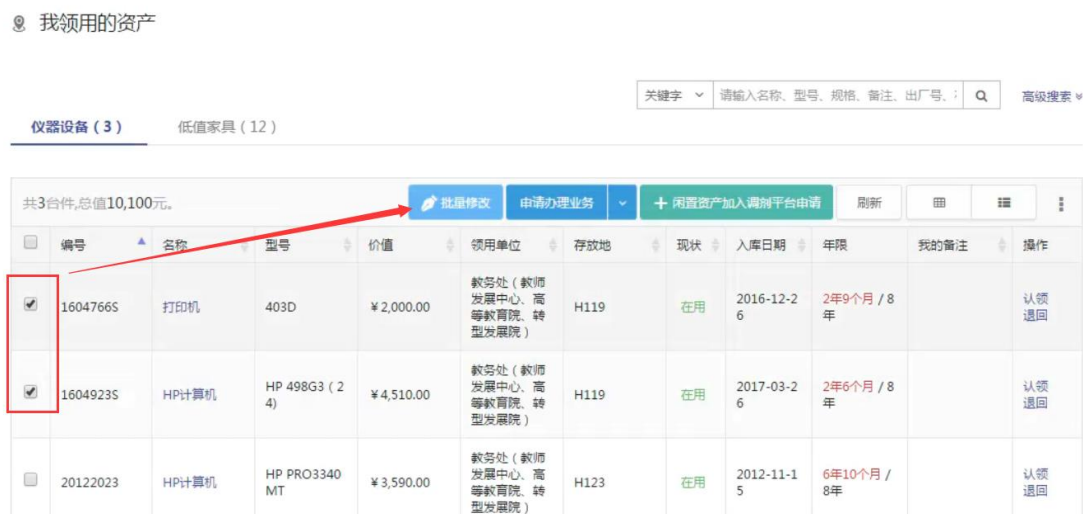 我领用的资产
关键字 请输入名称、型号、规格、备注、出厂号、 高级搜索
仪器设备（3） 低值家具（12）
共3台件,总值10,100元。 批量修改 申请办理业务 闲置资产加入调剂平台申请 刷新
编号 名称 型号 价值 领用单位 存放地 现状 入库日期 年限 我的备注 操作
1604766S 打印机 403D ￥2,000.00 教务处（教师
发展中心、高
等教育院、转
型发展院） H119 在用 2016-12-2
6 2年9个月 / 8
年 认领
退回
1604923S HP计算机 HP 498G3（2
4) ￥4,510.00 教务处（教师
发展中心、高
等教育院、转
型发展院） H119 在用 2017-03-2
6 2年6个月 / 8
年 认领
退回
20122023 HP计算机 HP PRO3340
MT ￥3,590.00 教务处（教师
发展中心、高
等教育院、转
型发展院） H123 在用 2012-11-1
5 6年10个月 /
8年 认领
退回